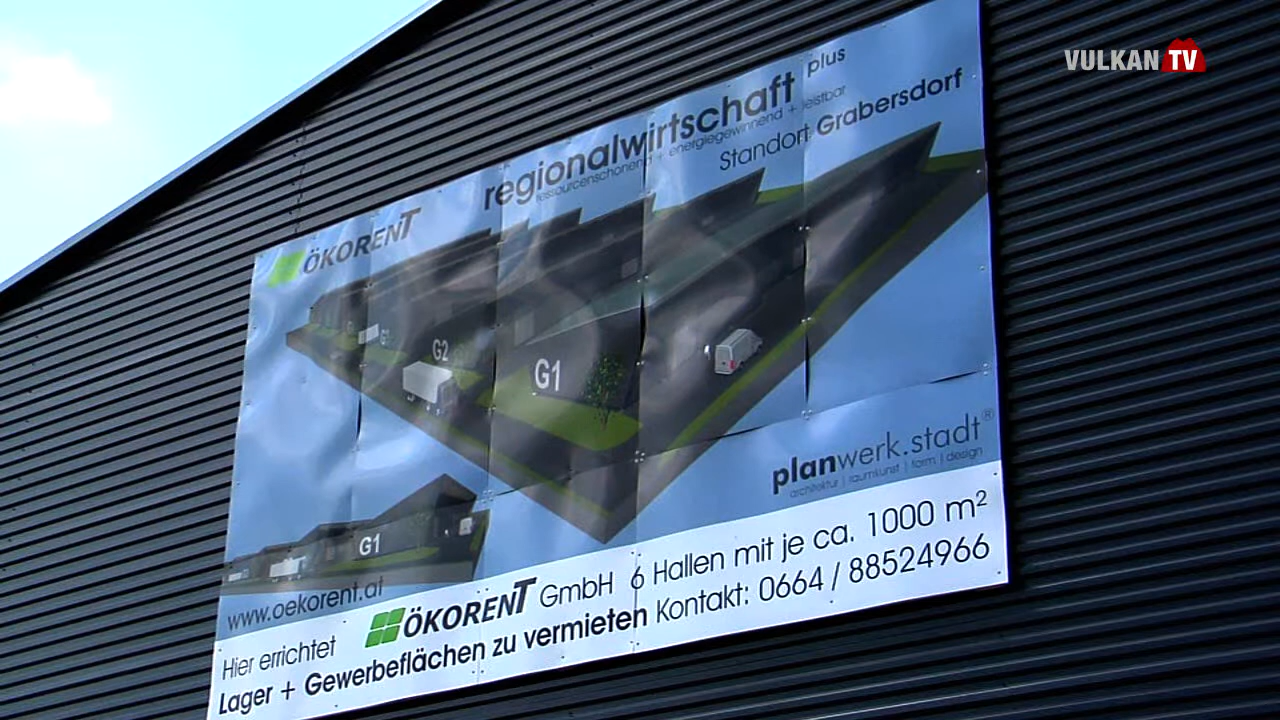 VULKAN TV
regionalwirtschaft plus
ressourcenschonend + energiegewinnend + leistbar
Standort Grabersdorf
ÖKORENT
G1
G2
G1
planwerk.stadt®
architektur | raumkunst | form | design
G1
www.oekorent.at
Hier errichtet ÖKORENT GmbH 6 Hallen mit je ca. 1000 m²
Lager + Gewerbeflächen zu vermieten Kontakt: 0664 / 88524966